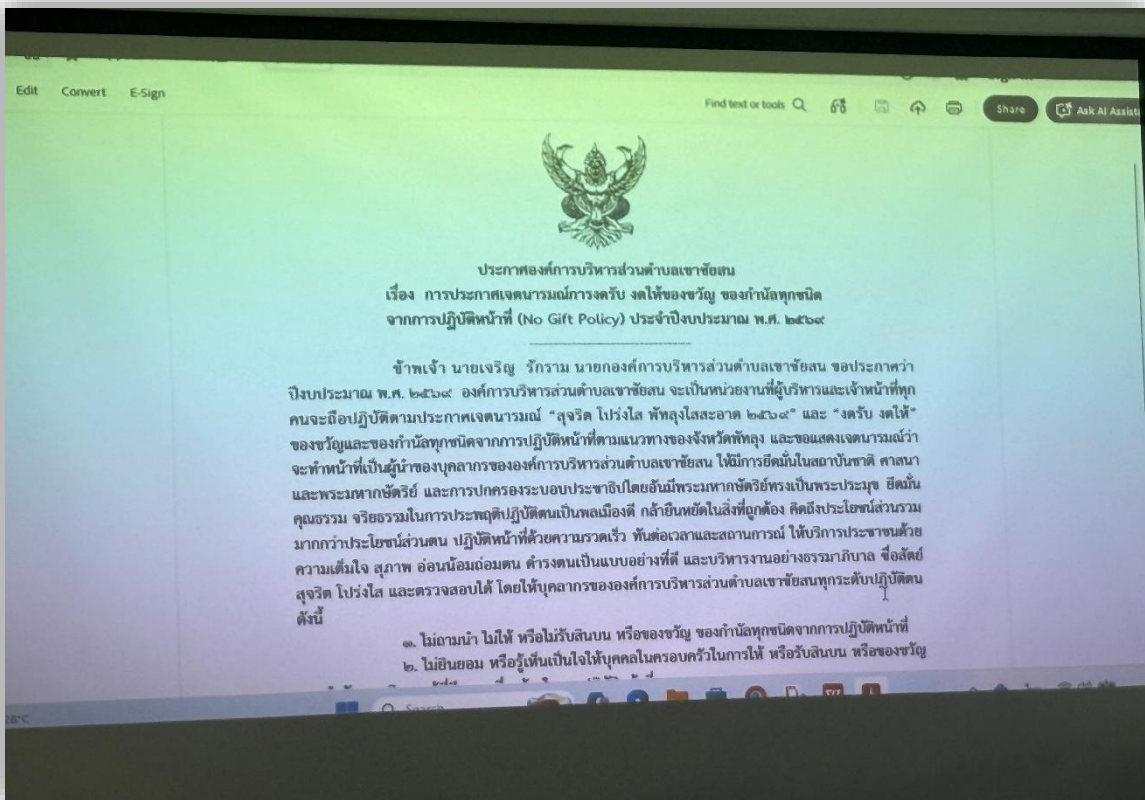 Edit Convert E-Sign
Find text or tools
Share
Ask AI Assist
ประกาศองค์การบริหารส่วนตำบลเขาชัยสน
เรื่อง การประกาศเจตนารมณ์การงดรับ งดให้ของขวัญ ของกำนัลทุกชนิด
จากการปฏิบัติหน้าที่ (No Gift Policy) ประจำปีงบประมาณ พ.ศ. ๒๕๖๙
ข้าพเจ้า นายเจริญ รักราม นายกองค์การบริหารส่วนตำบลเขาชัยสน ขอประกาศว่า
ปีงบประมาณ พ.ศ. ๒๕๖๙ องค์การบริหารส่วนตำบลเขาชัยสน จะเป็นหน่วยงานที่ผู้บริหารและเจ้าหน้าที่ทุก
คนจะถือปฏิบัติตามประกาศเจตนารมณ์ “สุจริต โปร่งใส พัทลุงใสสะอาด ๒๕๖๙” และ “งดรับ งดให้”
ของขวัญและของกำนัลทุกชนิดจากการปฏิบัติหน้าที่ตามแนวทางของจังหวัดพัทลุง และขอแสดงเจตนารมณ์ว่า
จะทำหน้าที่เป็นผู้นำของบุคลากรขององค์การบริหารส่วนตำบลเขาชัยสน ให้มีการยึดมั่นในสถาบันชาติ ศาสนา
และพระมหากษัตริย์ และการปกครองระบอบประชาธิปไตยอันมีพระมหากษัตริย์ทรงเป็นพระประมุข ยึดมั่น
คุณธรรม จริยธรรมในการประพฤติปฏิบัติตนเป็นพลเมืองดี กล้ายืนหยัดในสิ่งที่ถูกต้อง คิดถึงประโยชน์ส่วนรวม
มากกว่าประโยชน์ส่วนตน ปฏิบัติหน้าที่ด้วยความรวดเร็ว ทันต่อเวลาและสถานการณ์ ให้บริการประชาชนด้วย
ความเต็มใจ สุภาพ อ่อนน้อมถ่อมตน ดำรงตนเป็นแบบอย่างที่ดี และบริหารงานอย่างธรรมาภิบาล ซื่อสัตย์
สุจริต โปร่งใส และตรวจสอบได้ โดยให้บุคลากรขององค์การบริหารส่วนตำบลเขาชัยสนทุกระดับปฏิบัติตน
ดังนี้
๑. ไม่ถามนำ ไม่ให้ หรือไม่รับสินบน หรือของขวัญ ของกำนัลทุกชนิดจากการปฏิบัติหน้าที่
๒. ไม่ยินยอม หรือรู้เห็นเป็นใจให้บุคคลในครอบครัวในการให้ หรือรับสินบน หรือของขวัญ
Search
28°C